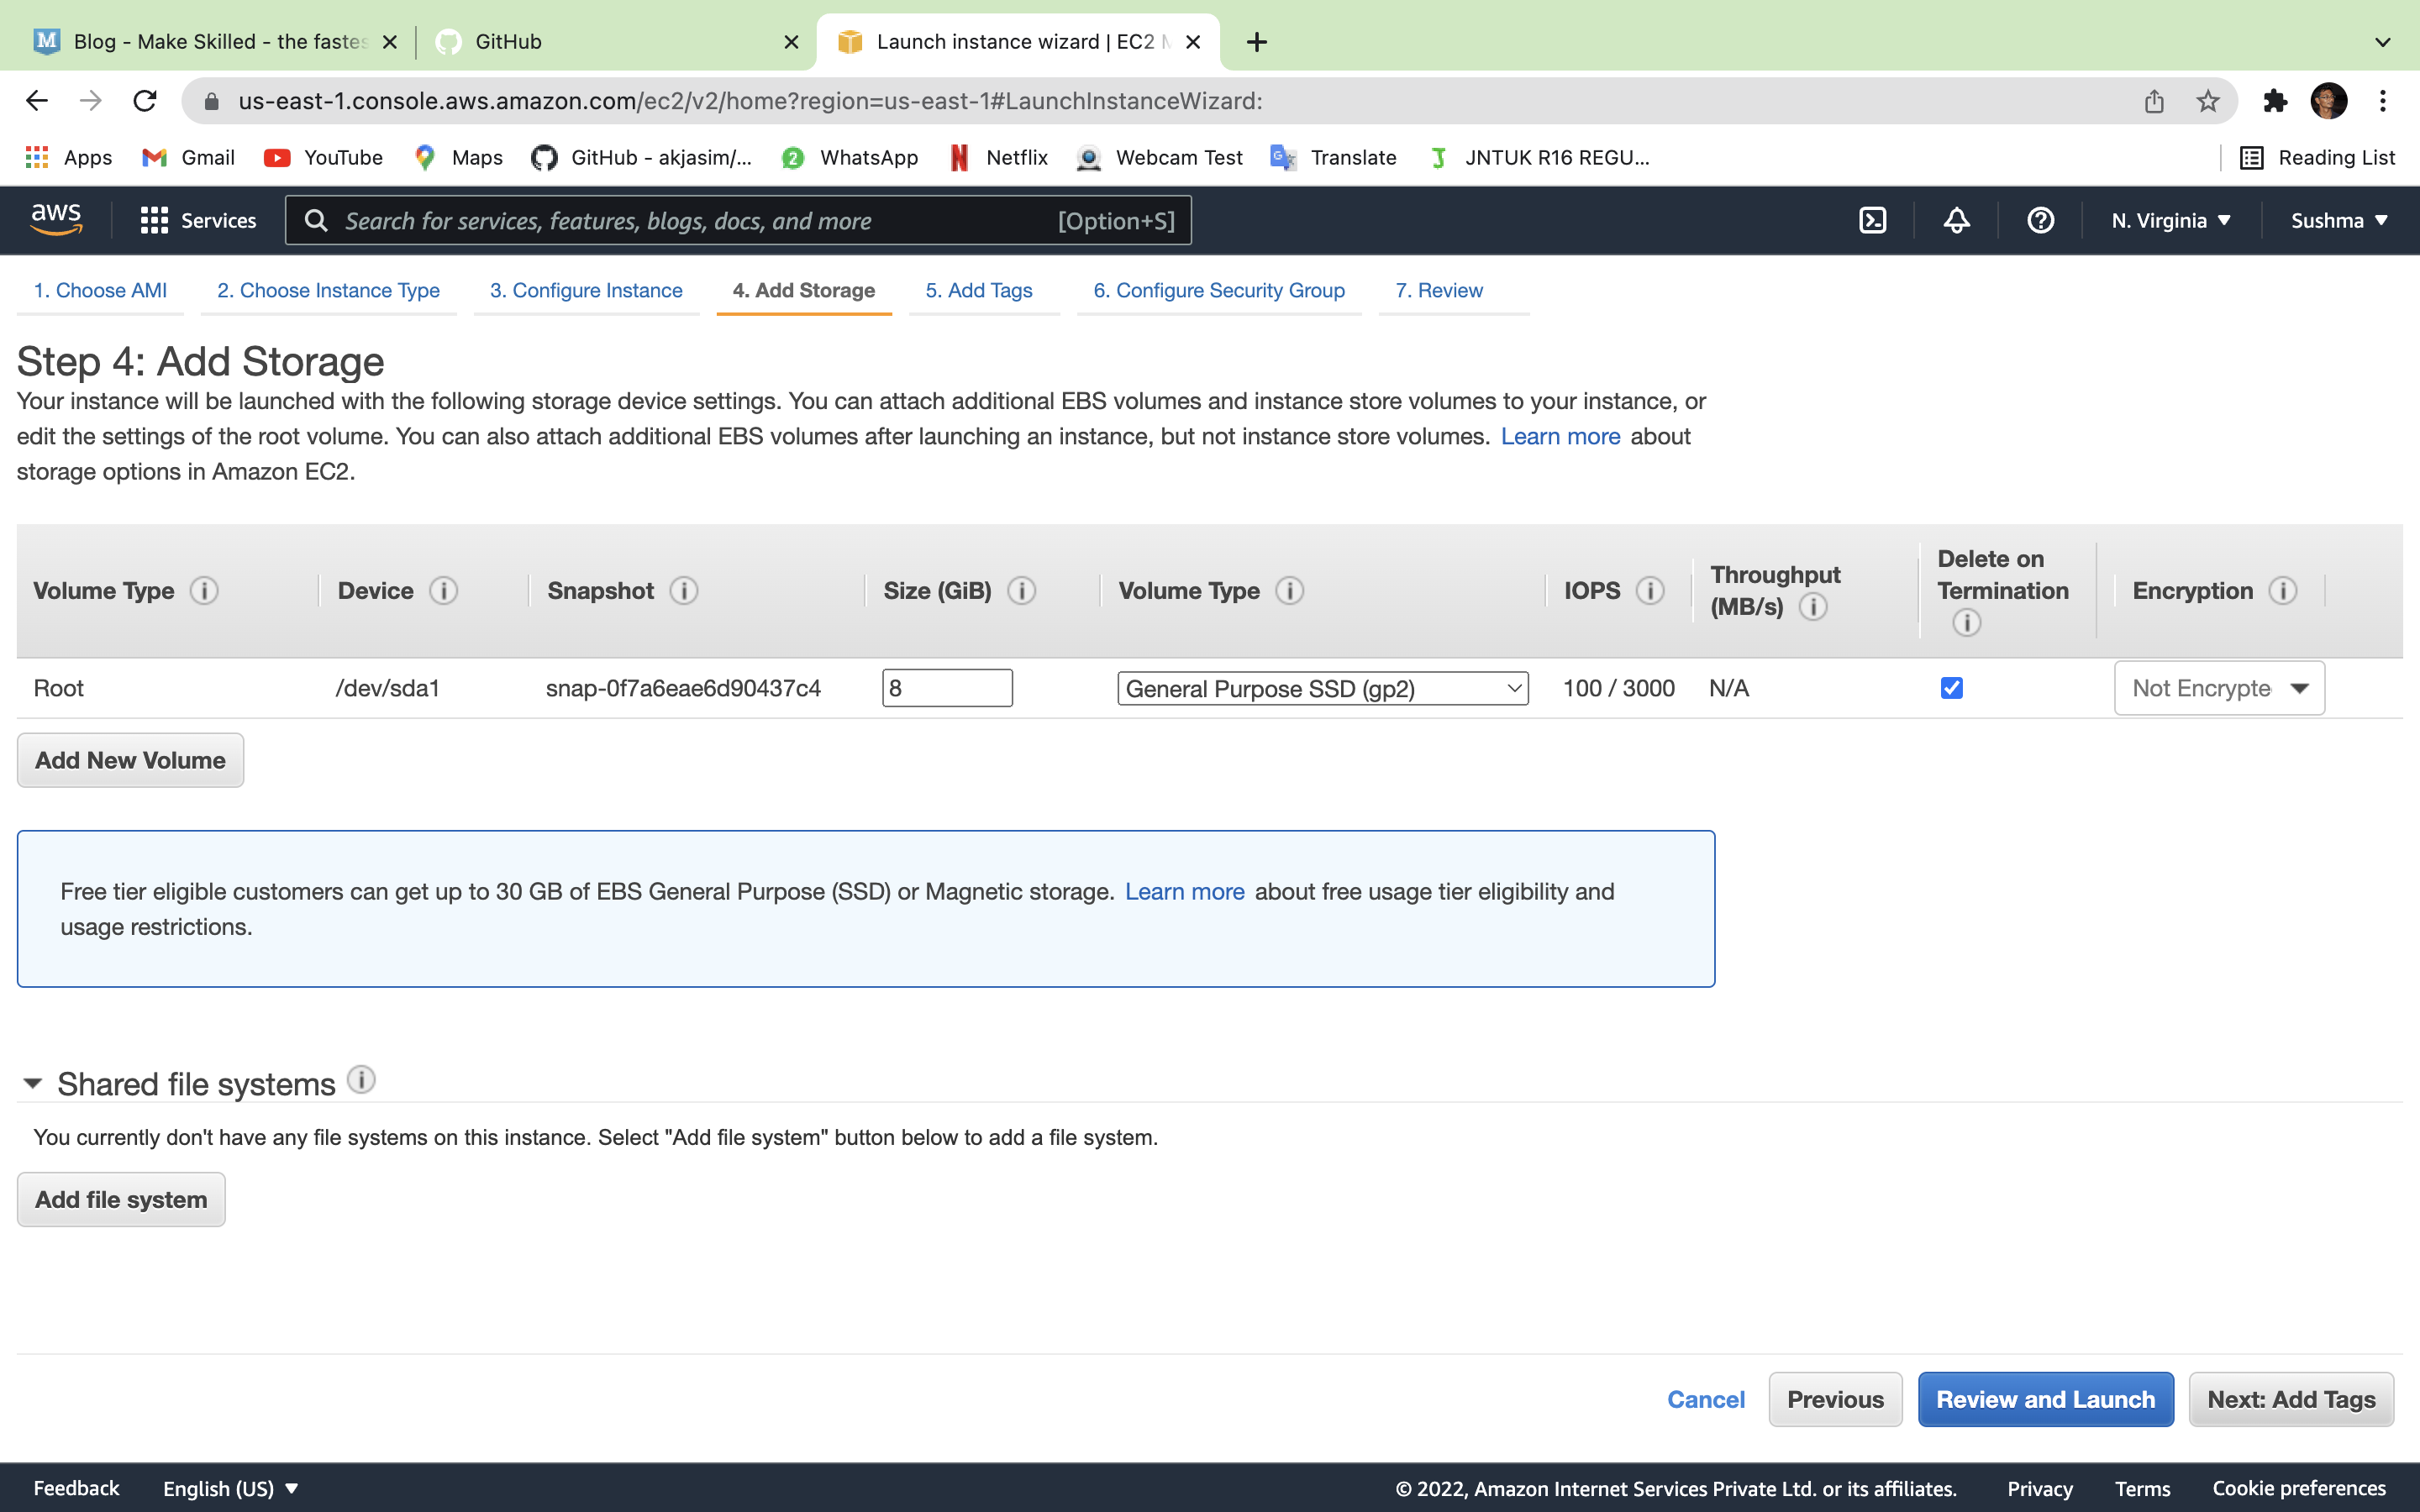 Blog - Make Skilled - the fastes
GitHub
Launch instance wizard | EC2 M
us-east-1.console.aws.amazon.com/ec2/v2/home?region=us-east-1#LaunchInstanceWizard:
Apps
Gmail
YouTube
Maps
GitHub - akjasim/...
2
WhatsApp
Netflix
Webcam Test
Translate
JNTUK R16 REGU...
Reading List
aws
Services
Search for services, features, blogs, docs, and more
[Option+S]
N. Virginia
Sushma
1. Choose AMI
2. Choose Instance Type
3. Configure Instance
4. Add Storage
5. Add Tags
6. Configure Security Group
7. Review
Step 4: Add Storage
Your instance will be launched with the following storage device settings. You can attach additional EBS volumes and instance store volumes to your instance, or
edit the settings of the root volume. You can also attach additional EBS volumes after launching an instance, but not instance store volumes. Learn more about
storage options in Amazon EC2.
Volume Type
Device
Snapshot
Size (GiB)
Volume Type
IOPS
Throughput
(MB/s)
Delete on
Termination
Encryption
Root
/dev/sda1
snap-0f7a6eae6d90437c4
8
General Purpose SSD (gp2)
100 / 3000
N/A
Not Encrypte
Add New Volume
Free tier eligible customers can get up to 30 GB of EBS General Purpose (SSD) or Magnetic storage. Learn more about free usage tier eligibility and
usage restrictions.
Shared file systems
You currently don't have any file systems on this instance. Select "Add file system" button below to add a file system.
Add file system
Cancel
Previous
Review and Launch
Next: Add Tags
Feedback
English (US)
© 2022, Amazon Internet Services Private Ltd. or its affiliates.
Privacy
Terms
Cookie preferences